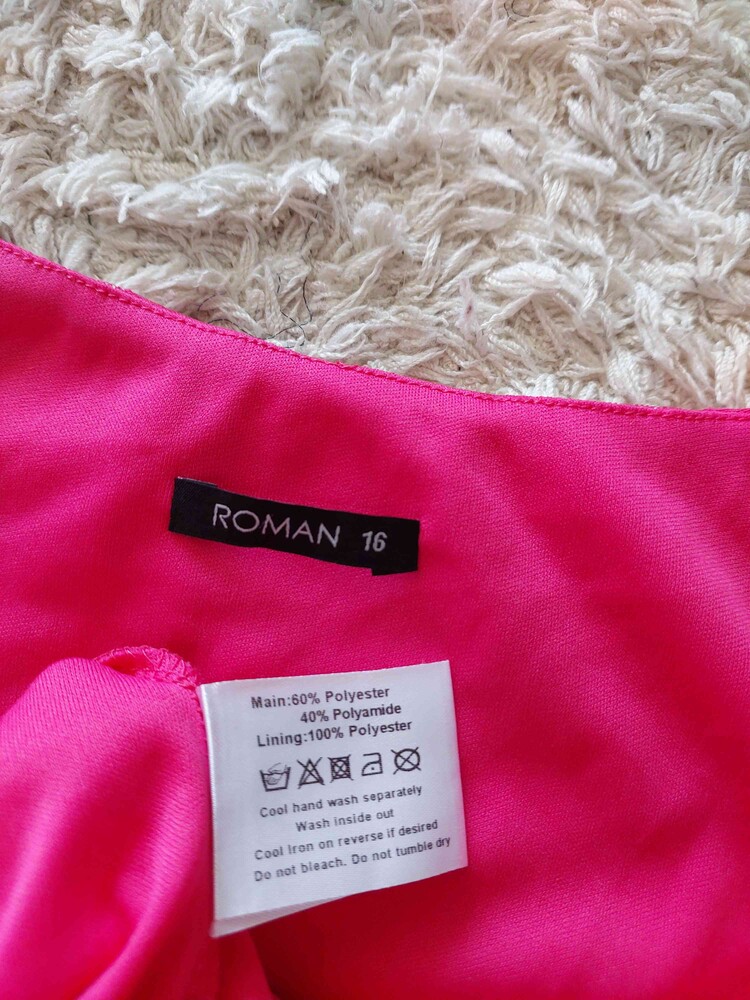 ROMAN 16
Main:60% Polyester
40% Polyamide
Lining:100% Polyester
Cool hand wash separately
Wash inside out
Cool Iron on reverse if desired
Do not bleach. Do not tumble dry